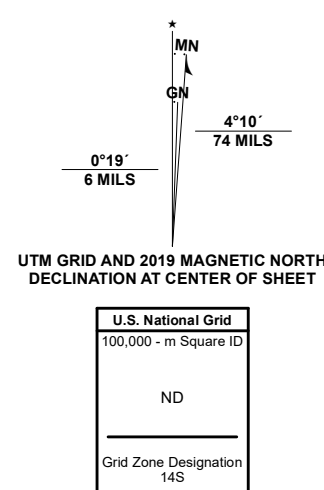 MN
GN
4°10´
74 MILS
0°19´
6 MILS
UTM GRID AND 2019 MAGNETIC NORTH
DECLINATION AT CENTER OF SHEET
U.S. National Grid
100,000 - m Square ID
ND
Grid Zone Designation
14S